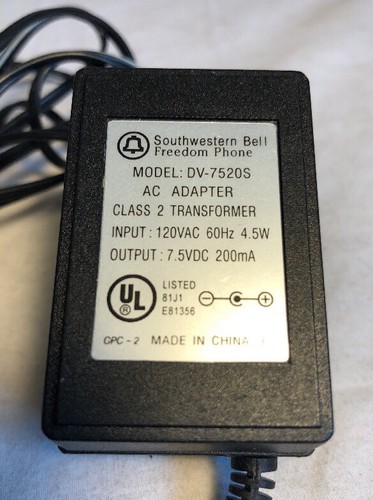 Southwestern Bell
Freedom Phone
MODEL: DV-7520S
AC ADAPTER
CLASS 2 TRANSFORMER
INPUT: 120VAC 60Hz 4.5W
OUTPUT: 7.5VDC 200mA
UL
LISTED
81J1
E81356
GPC-2 MADE IN CHINA